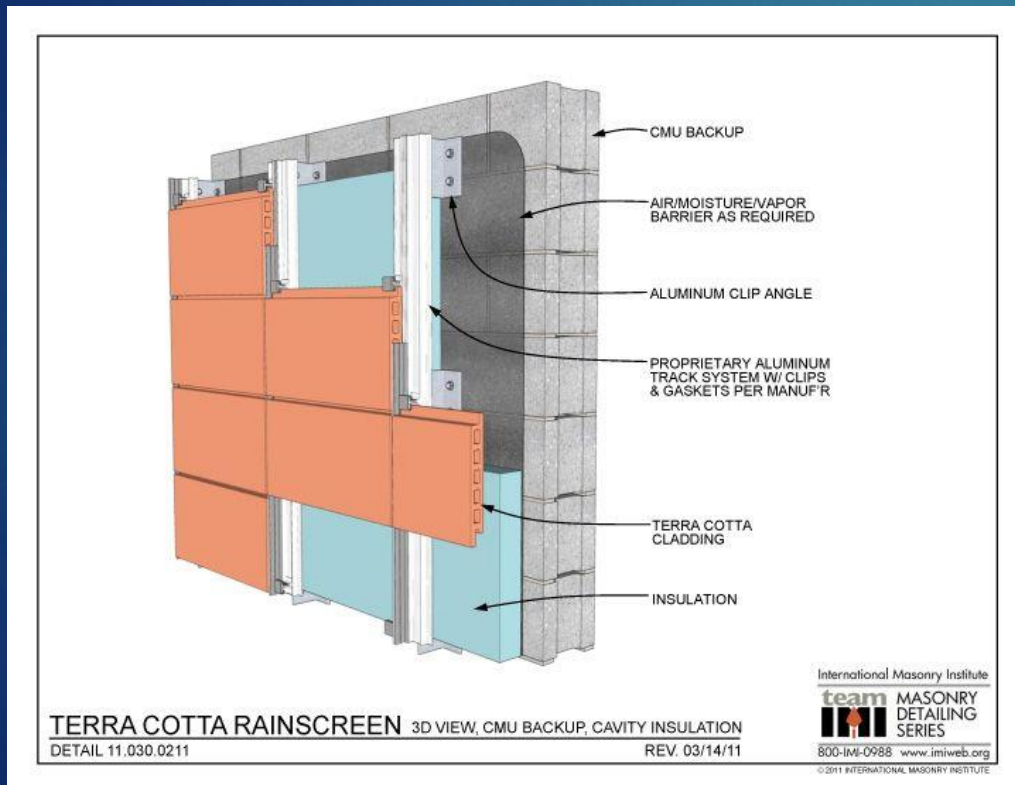 CMU BACKUP
AIR/MOISTURE/VAPOR
BARRIER AS REQUIRED
ALUMINUM CLIP ANGLE
PROPRIETARY ALUMINUM
TRACK SYSTEM W/ CLIPS
& GASKETS PER MANUF'R
TERRA COTTA
CLADDING
INSULATION
TERRA COTTA RAINSCREEN 3D VIEW, CMU BACKUP, CAVITY INSULATION
DETAIL 11.030.0211
REV. 03/14/11
International Masonry Institute
team MASONRY
DETAILING
SERIES
800-IMI-0988 www.imiweb.org
© 2011 INTERNATIONAL MASONRY INSTITUTE